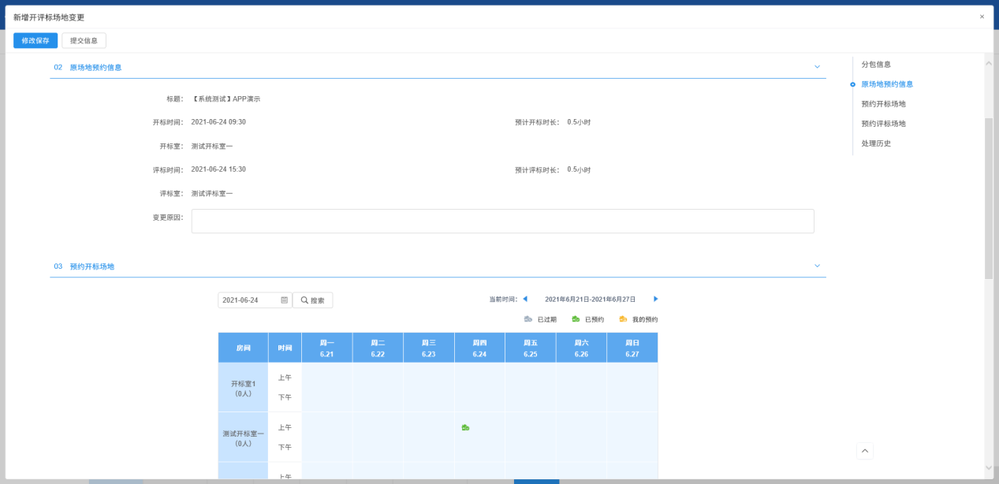 新增开评标场地变更
×
修改保存 提交信息
02 原场地预约信息
标题： 【系统测试】APP演示
开标时间： 2021-06-24 09:30 预计开标时长： 0.5小时
开标室： 测试开标室一
评标时间： 2021-06-24 15:30 预计评标时长： 0.5小时
评标室： 测试评标室一
变更原因：
03 预约开标场地
2021-06-24 搜索 当前时间： 2021年6月21日-2021年6月27日
已过期 已预约 我的预约
房间 时间 周一 周二 周三 周四 周五 周六 周日
6.21 6.22 6.23 6.24 6.25 6.26 6.27
开标室1
（0人）
上午
下午
测试开标室一
（0人）
上午
下午
上午
分包信息
原场地预约信息
预约开标场地
预约评标场地
处理历史